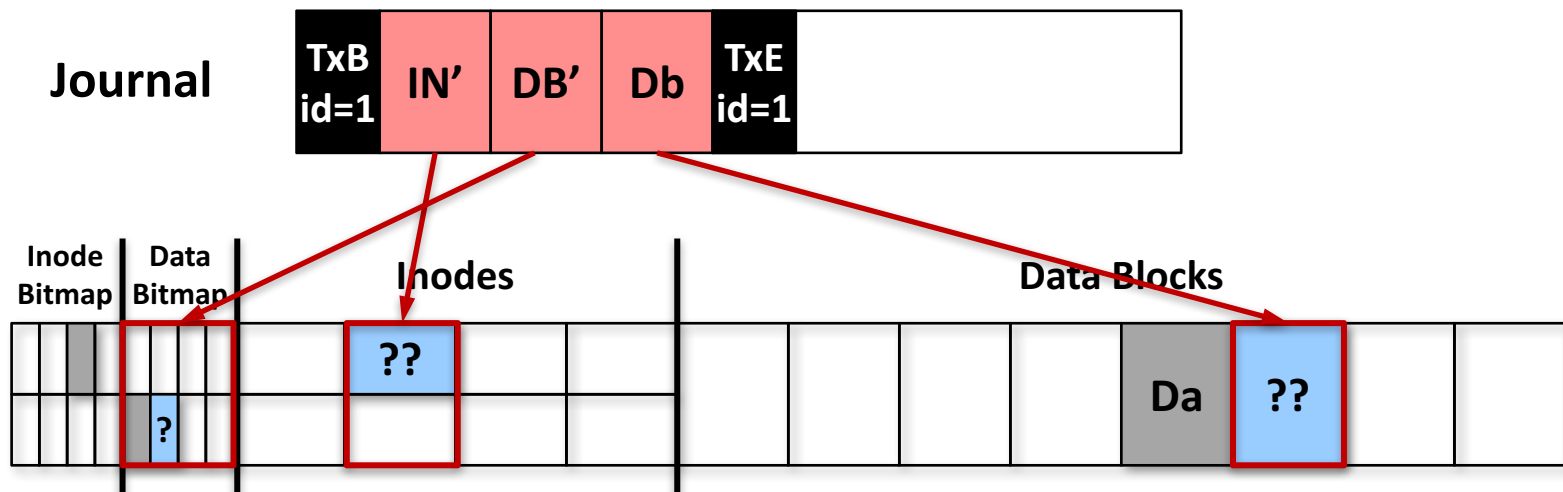 Journal
TxB
id=1
IN’
DB’
Db
TxE
id=1
Inode
Bitmap
Data
Bitmap
Inodes
Data Blocks
??
?
Da
??